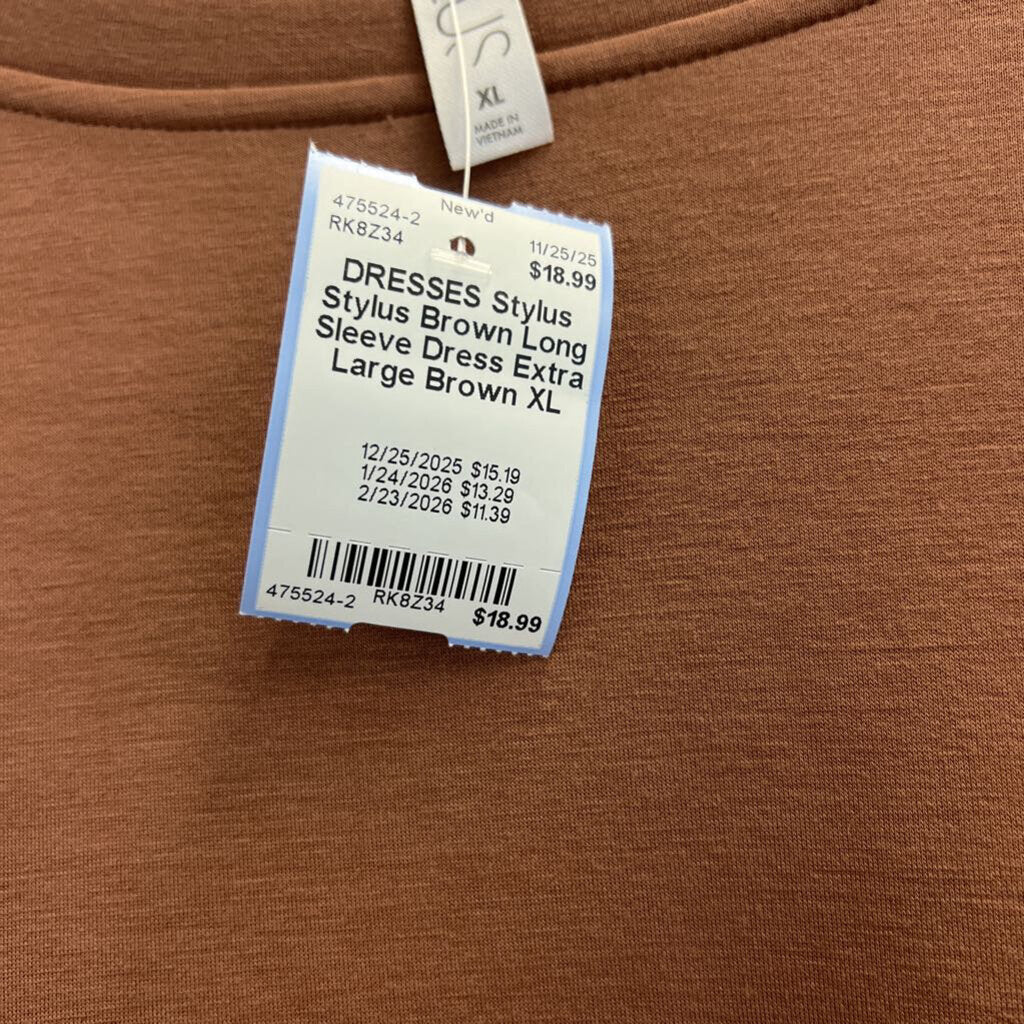 XL
MADE IN
VIETNAM
475524-2
New'd
RK8Z34
11/25/25
$18.99
DRESSES Stylus
Stylus Brown Long
Sleeve Dress Extra
Large Brown XL
12/25/2025 $15.19
1/24/2026 $13.29
2/23/2026 $11.39
475524-2 RK8Z34 $18.99